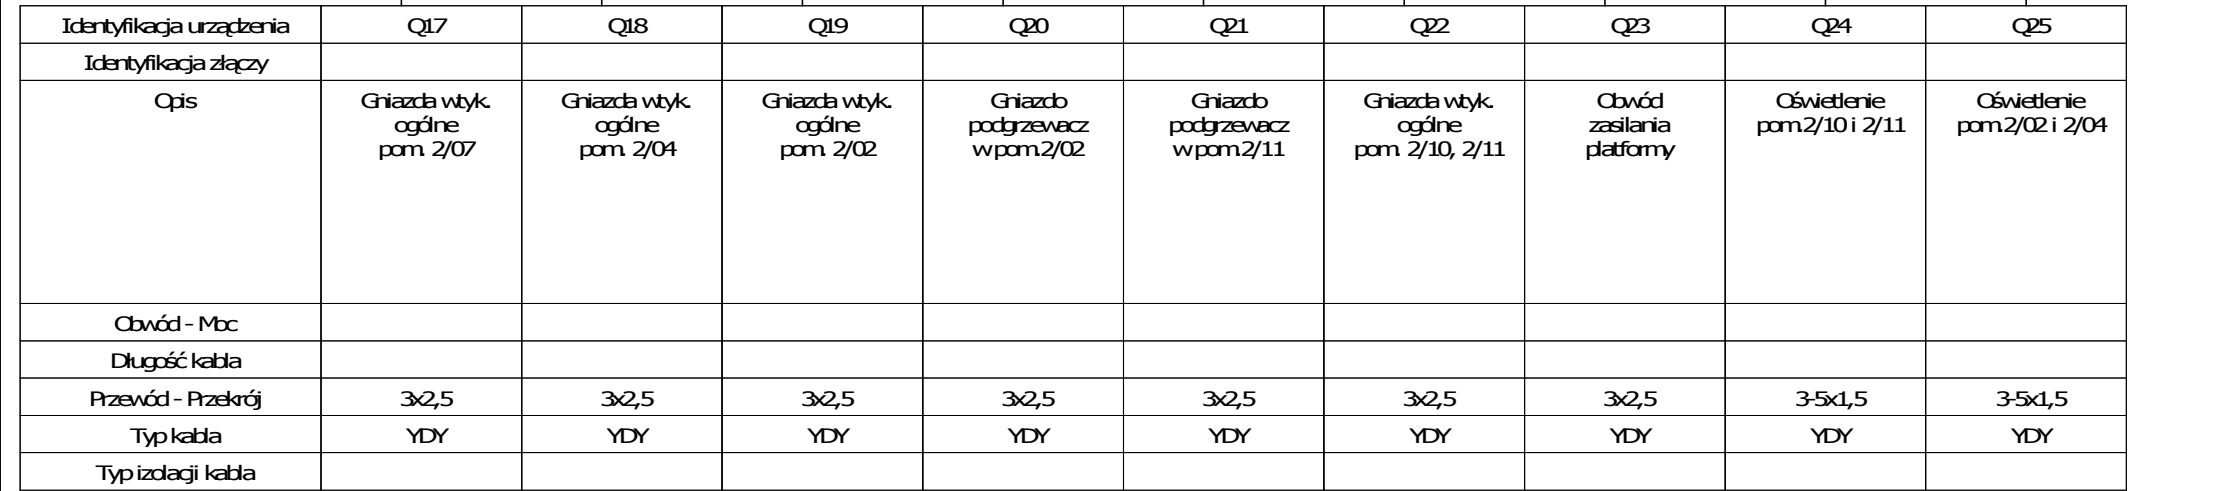 Identyfikacja urządzenia Q17 Q18 Q19 Q20 Q21 Q22 Q23 Q24 Q25
Identyfikacja złączy
Opis Gniazda wtyk. Gniazda wtyk. Gniazda wtyk. Gniazdo Gniazdo Gniazda wtyk. Obwód Oświetlenie Oświetlenie
ogólne ogólne ogólne podgrzewacz podgrzewacz ogólne zasilania pom.2/10 i 2/11 pom.2/02 i 2/04
pom. 2/07 pom. 2/04 pom. 2/02 w pom.2/02 w pom.2/11 pom. 2/10, 2/11 platformy
Obwód - Moc
Długość kabla
Przewód - Przekrój 3x2,5 3x2,5 3x2,5 3x2,5 3x2,5 3x2,5 3x2,5 3-5x1,5 3-5x1,5
Typ kabla YDY YDY YDY YDY YDY YDY YDY YDY YDY
Typ izolacji kabla